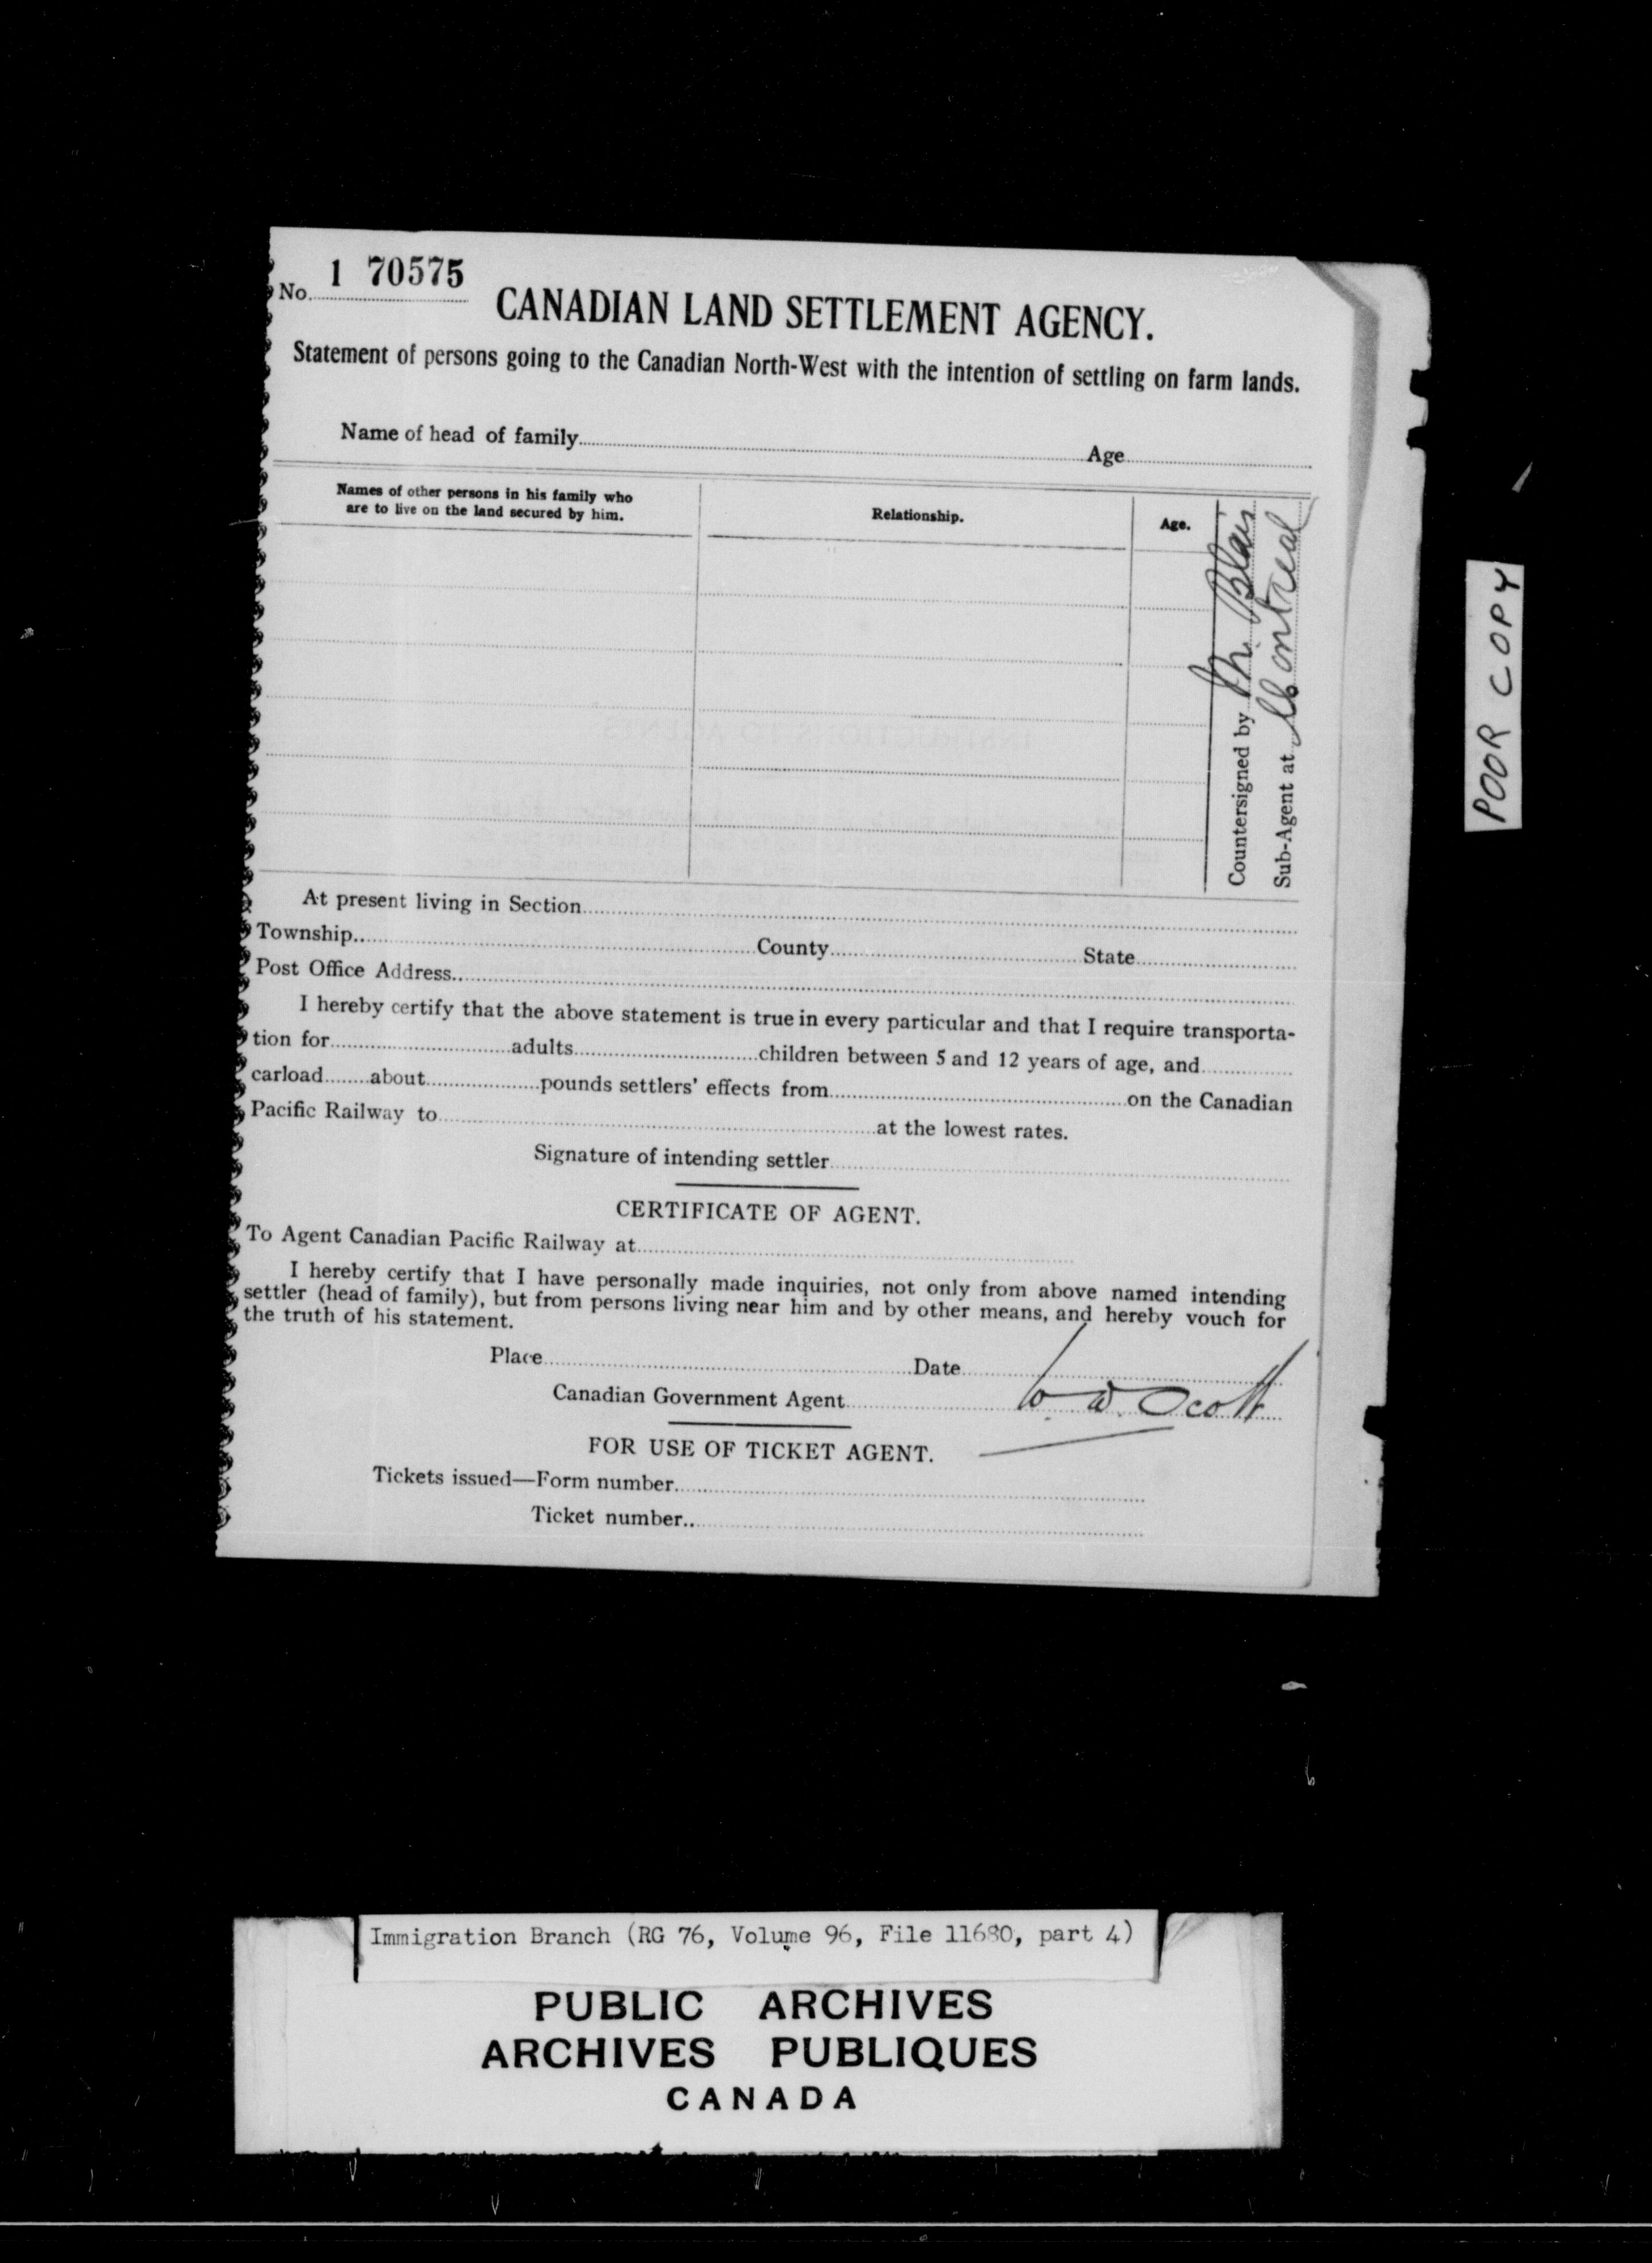 No. 1 70575
CANADIAN LAND SETTLEMENT AGENCY.
Statement of persons going to the Canadian North-West with the intention of settling on farm lands.
Name of head of family Age
Names of other persons in his family who
are to live on the land secured by him.
Relationship.
Age.
Countersigned by M. Blair
Sub-Agent at Montreal
At present living in Section
Township County State
Post Office Address
I hereby certify that the above statement is true in every particular and that I require transporta-
tion for adults children between 5 and 12 years of age, and
carload about pounds settlers' effects from on the Canadian
Pacific Railway to at the lowest rates.
Signature of intending settler
CERTIFICATE OF AGENT.
To Agent Canadian Pacific Railway at
I hereby certify that I have personally made inquiries, not only from above named intending
settler (head of family), but from persons living near him and by other means, and hereby vouch for
the truth of his statement.
Place Date
Canadian Government Agent W. D. Scott
FOR USE OF TICKET AGENT.
Tickets issued—Form number
Ticket number
POOR COPY
Immigration Branch (RG 76, Volume 96, File 11680, part 4)
PUBLIC ARCHIVES
ARCHIVES PUBLIQUES
CANADA